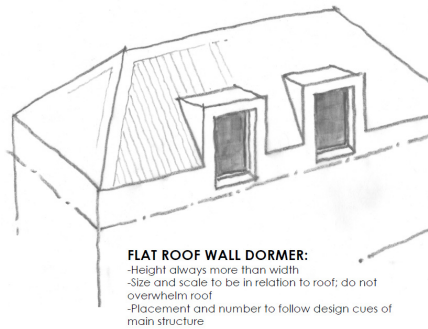 FLAT ROOF WALL DORMER:
-Height always more than width
-Size and scale to be in relation to roof; do not
overwhelm roof
-Placement and number to follow design cues of
main structure